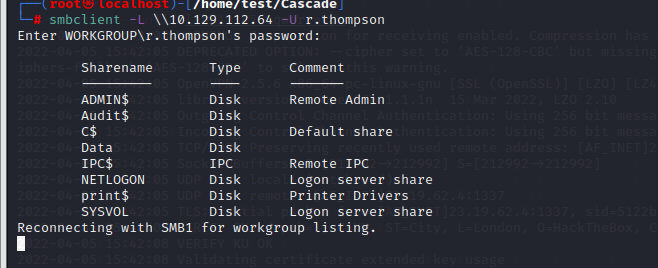 (root㉿localhost)-[/home/test/Cascade]
# smbclient -L \\10.129.112.64 -U r.thompson
Enter WORKGROUP\r.thompson's password:
Sharename Type Comment
--------- ---- -------
ADMIN$ Disk Remote Admin
Audit$ Disk
C$ Disk Default share
Data Disk
IPC$ IPC Remote IPC
NETLOGON Disk Logon server share
print$ Disk Printer Drivers
SYSVOL Disk Logon server share
Reconnecting with SMB1 for workgroup listing.